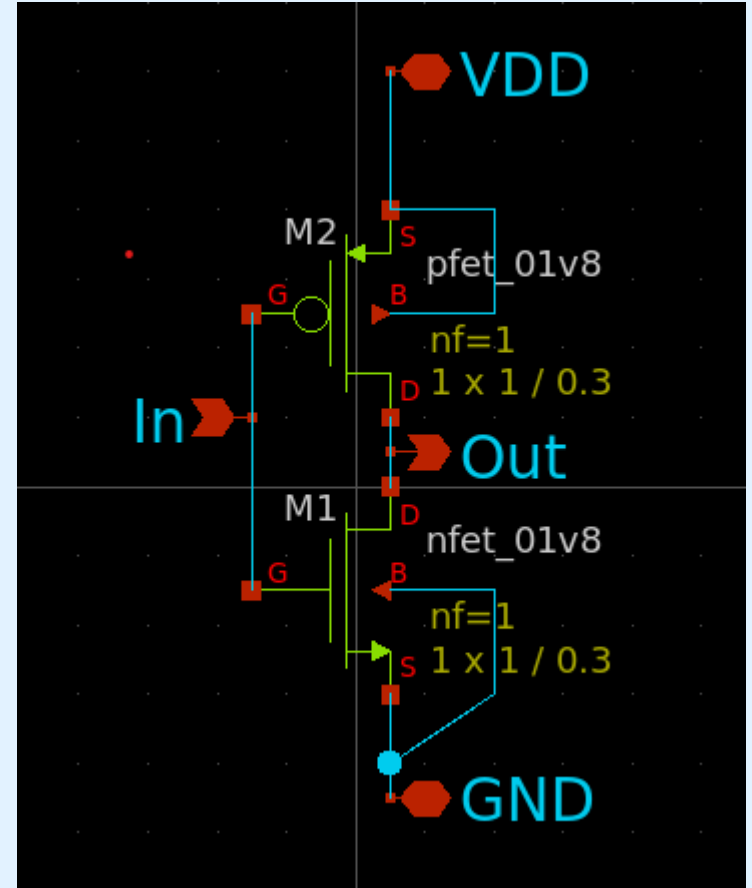 VDD
M2
S
pfet_01v8
G
B
nf=1
D
1 x 1 / 0.3
In
Out
M1
D
nfet_01v8
G
B
nf=1
S
1 x 1 / 0.3
GND